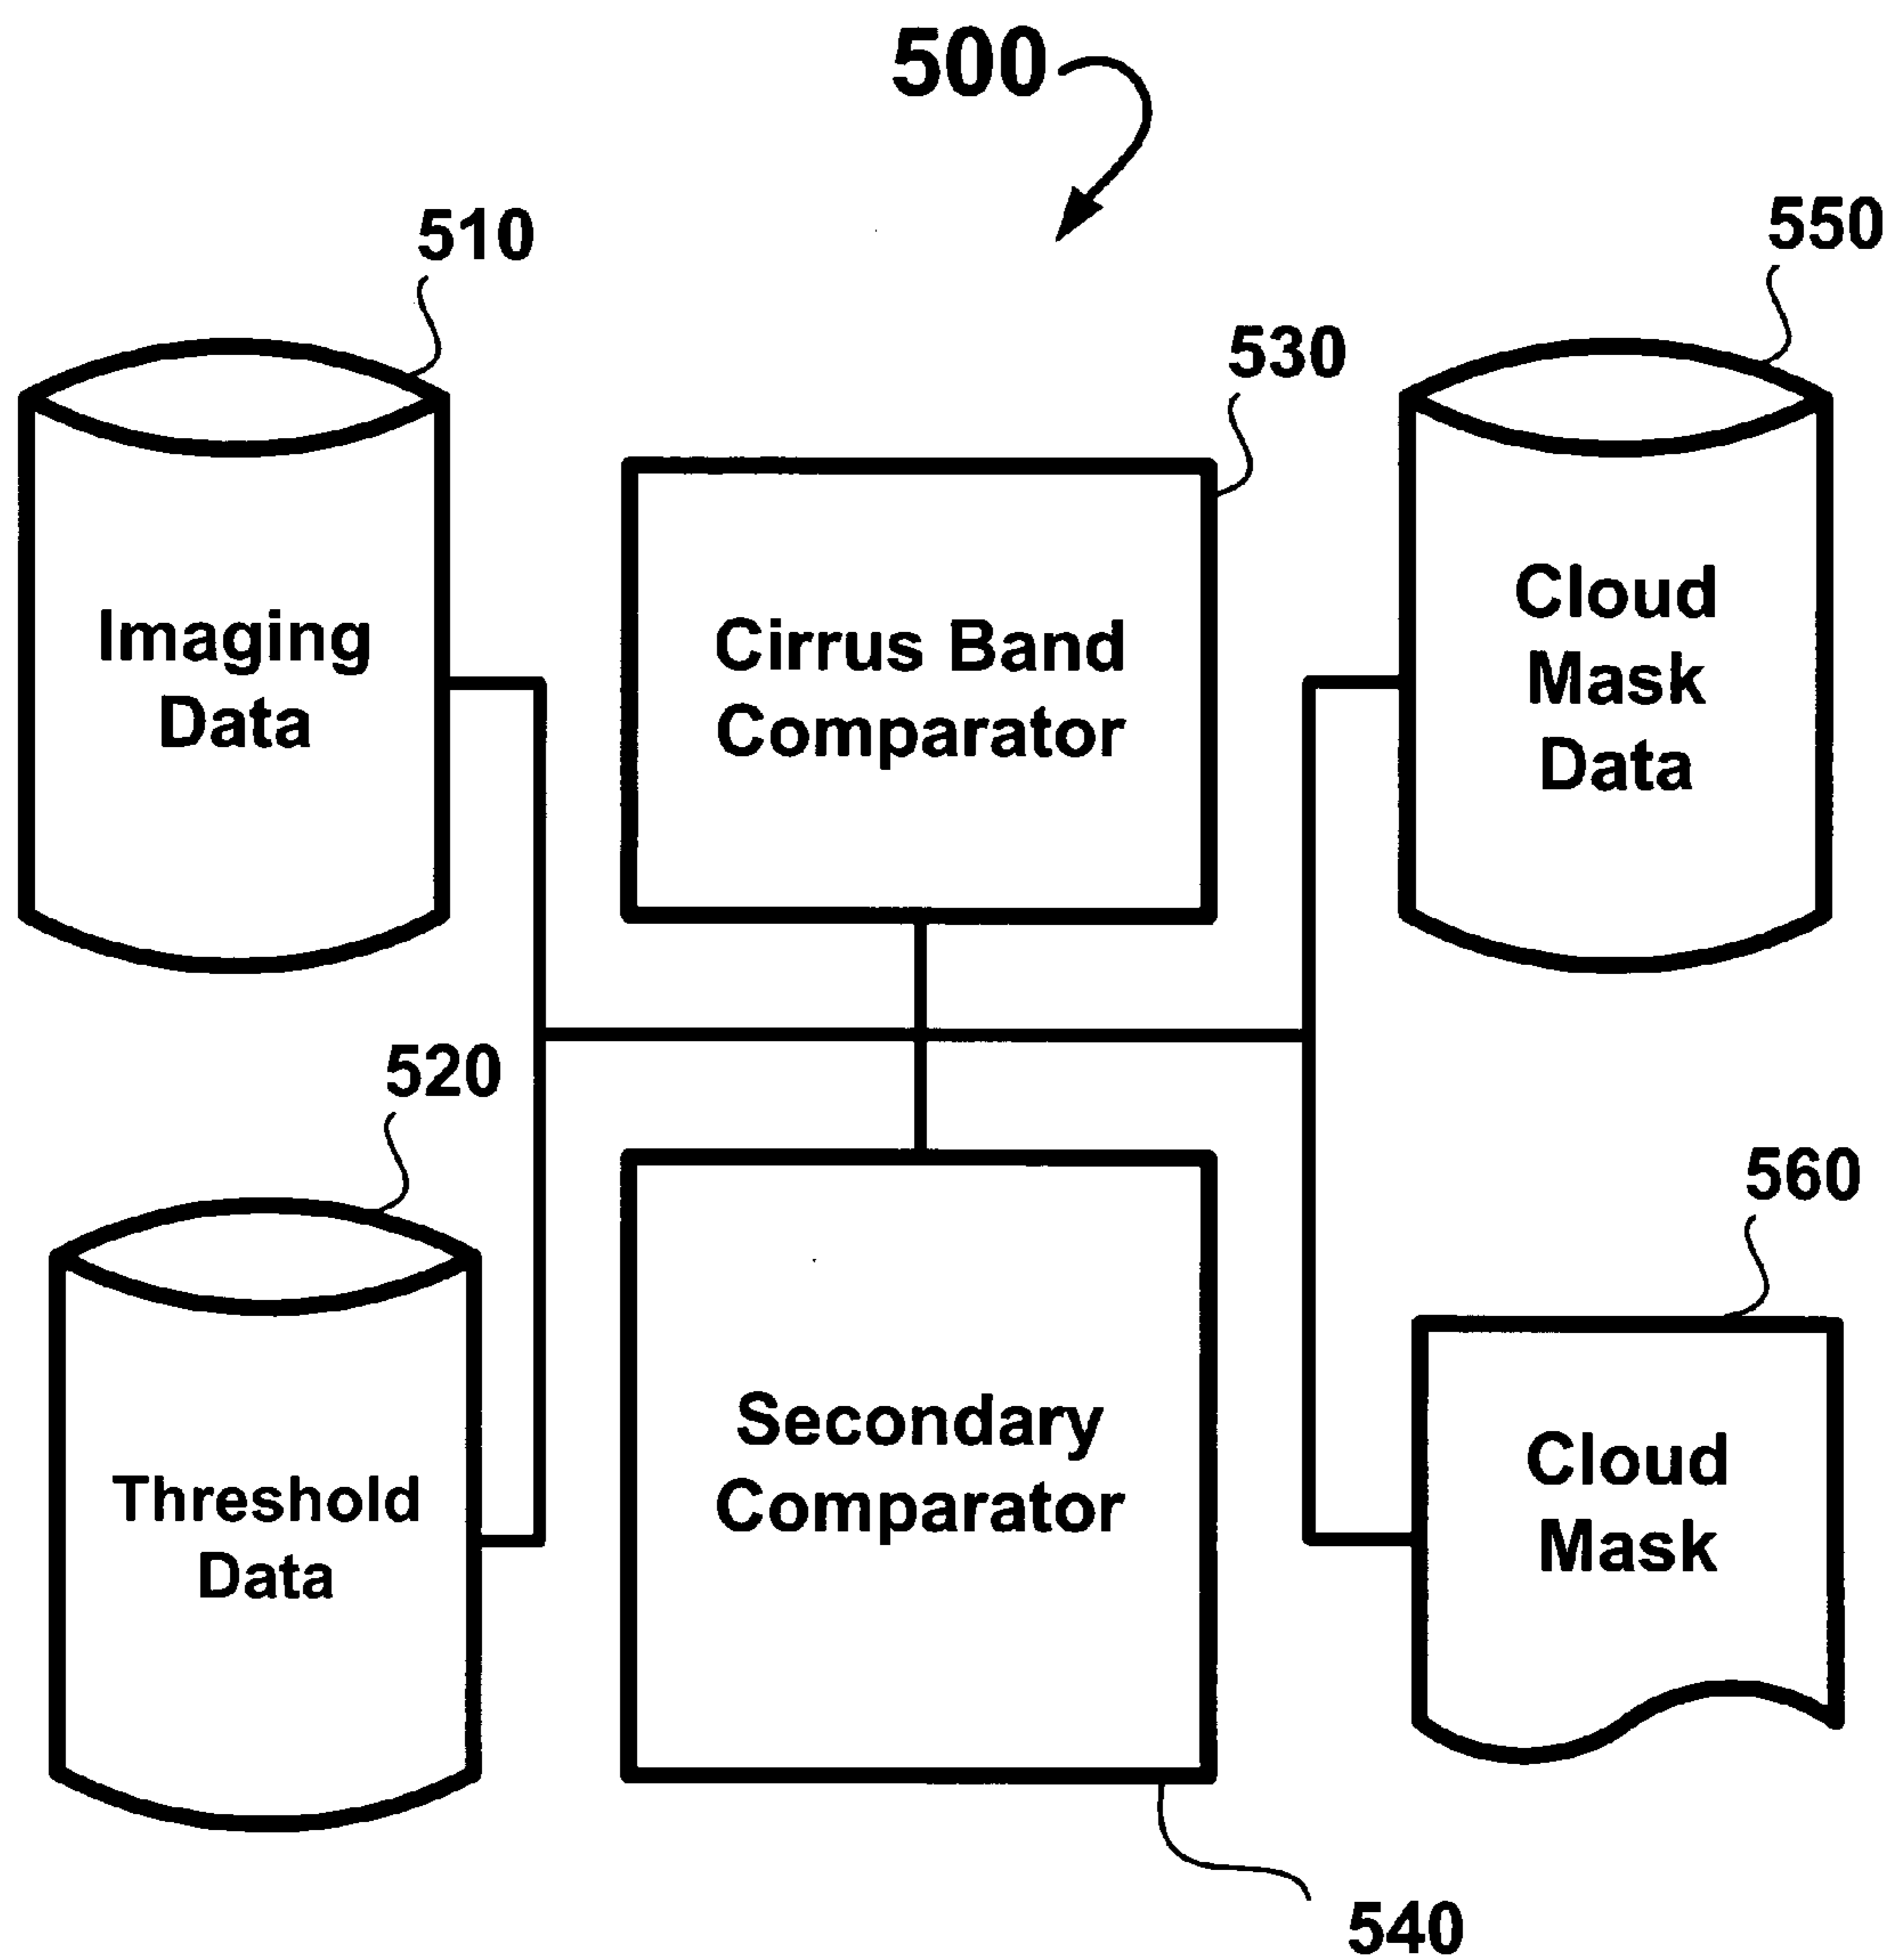 500
510
550
530
Imaging
Data
Cirrus Band
Comparator
Cloud
Mask
Data
520
560
Threshold
Data
Secondary
Comparator
Cloud
Mask
540